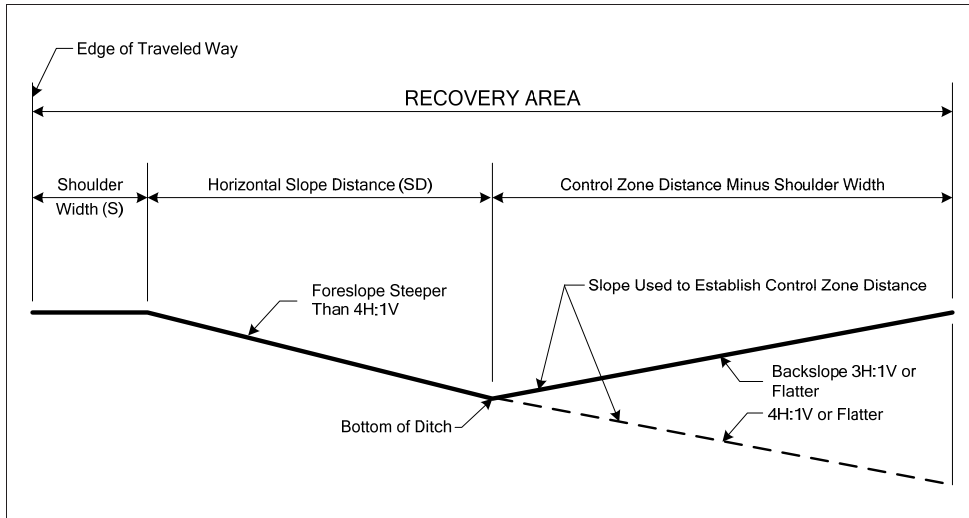 Edge of Traveled Way
RECOVERY AREA
Shoulder
Width (S)
Horizontal Slope Distance (SD)
Control Zone Distance Minus Shoulder Width
Foreslope Steeper
Than 4H:1V
Slope Used to Establish Control Zone Distance
Backslope 3H:1V or
Flatter
4H:1V or Flatter
Bottom of Ditch